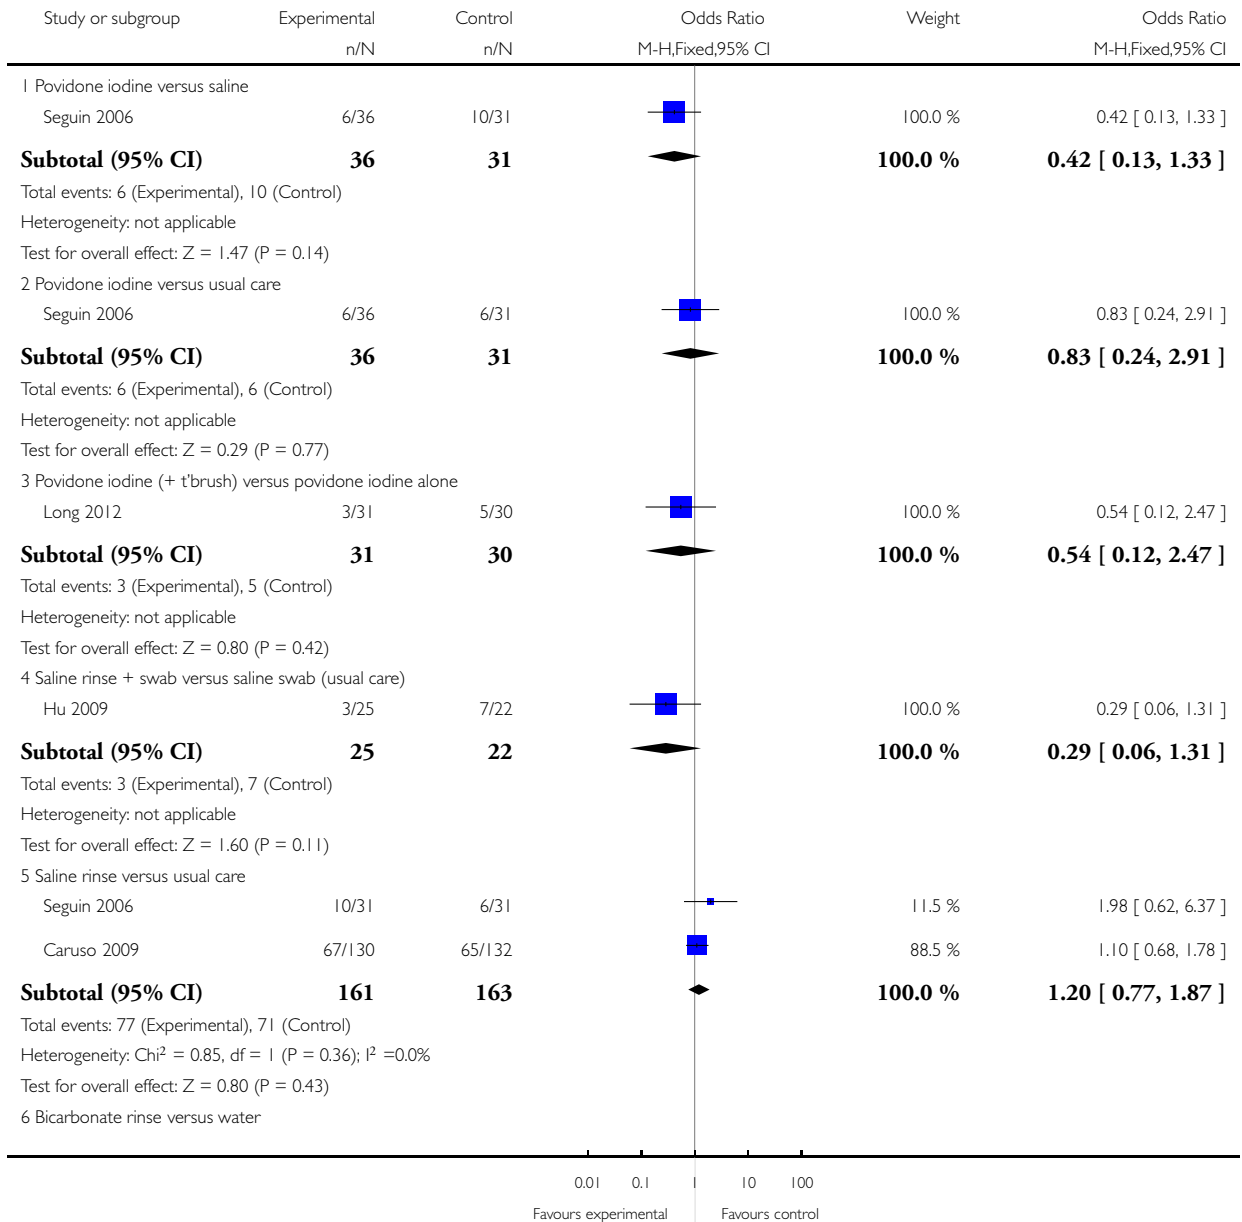 Study or subgroup Experimental Control Odds Ratio Weight Odds Ratio
n/N n/N M-H,Fixed,95% CI M-H,Fixed,95% CI
1 Povidone iodine versus saline
Seguin 2006 6/36 10/31 100.0 % 0.42 [ 0.13, 1.33 ]
Subtotal (95% CI) 36 31 100.0 % 0.42 [ 0.13, 1.33 ]
Total events: 6 (Experimental), 10 (Control)
Heterogeneity: not applicable
Test for overall effect: Z = 1.47 (P = 0.14)
2 Povidone iodine versus usual care
Seguin 2006 6/36 6/31 100.0 % 0.83 [ 0.24, 2.91 ]
Subtotal (95% CI) 36 31 100.0 % 0.83 [ 0.24, 2.91 ]
Total events: 6 (Experimental), 6 (Control)
Heterogeneity: not applicable
Test for overall effect: Z = 0.29 (P = 0.77)
3 Povidone iodine (+ t'brush) versus povidone iodine alone
Long 2012 3/31 5/30 100.0 % 0.54 [ 0.12, 2.47 ]
Subtotal (95% CI) 31 30 100.0 % 0.54 [ 0.12, 2.47 ]
Total events: 3 (Experimental), 5 (Control)
Heterogeneity: not applicable
Test for overall effect: Z = 0.80 (P = 0.42)
4 Saline rinse + swab versus saline swab (usual care)
Hu 2009 3/25 7/22 100.0 % 0.29 [ 0.06, 1.31 ]
Subtotal (95% CI) 25 22 100.0 % 0.29 [ 0.06, 1.31 ]
Total events: 3 (Experimental), 7 (Control)
Heterogeneity: not applicable
Test for overall effect: Z = 1.60 (P = 0.11)
5 Saline rinse versus usual care
Seguin 2006 10/31 6/31 11.5 % 1.98 [ 0.62, 6.37 ]
Caruso 2009 67/130 65/132 88.5 % 1.10 [ 0.68, 1.78 ]
Subtotal (95% CI) 161 163 100.0 % 1.20 [ 0.77, 1.87 ]
Total events: 77 (Experimental), 71 (Control)
Heterogeneity: Chi² = 0.85, df = 1 (P = 0.36); I² =0.0%
Test for overall effect: Z = 0.80 (P = 0.43)
6 Bicarbonate rinse versus water
0.01 0.1 1 10 100
Favours experimental Favours control